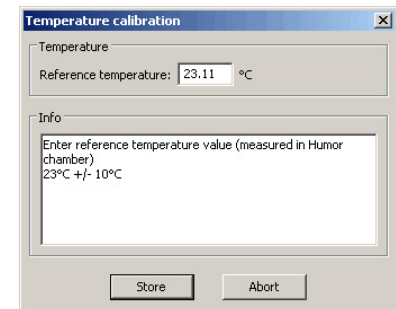 Temperature calibration
Temperature
Reference temperature: 23.11 °C
Info
Enter reference temperature value (measured in Humor
chamber)
23°C +/- 10°C
Store Abort